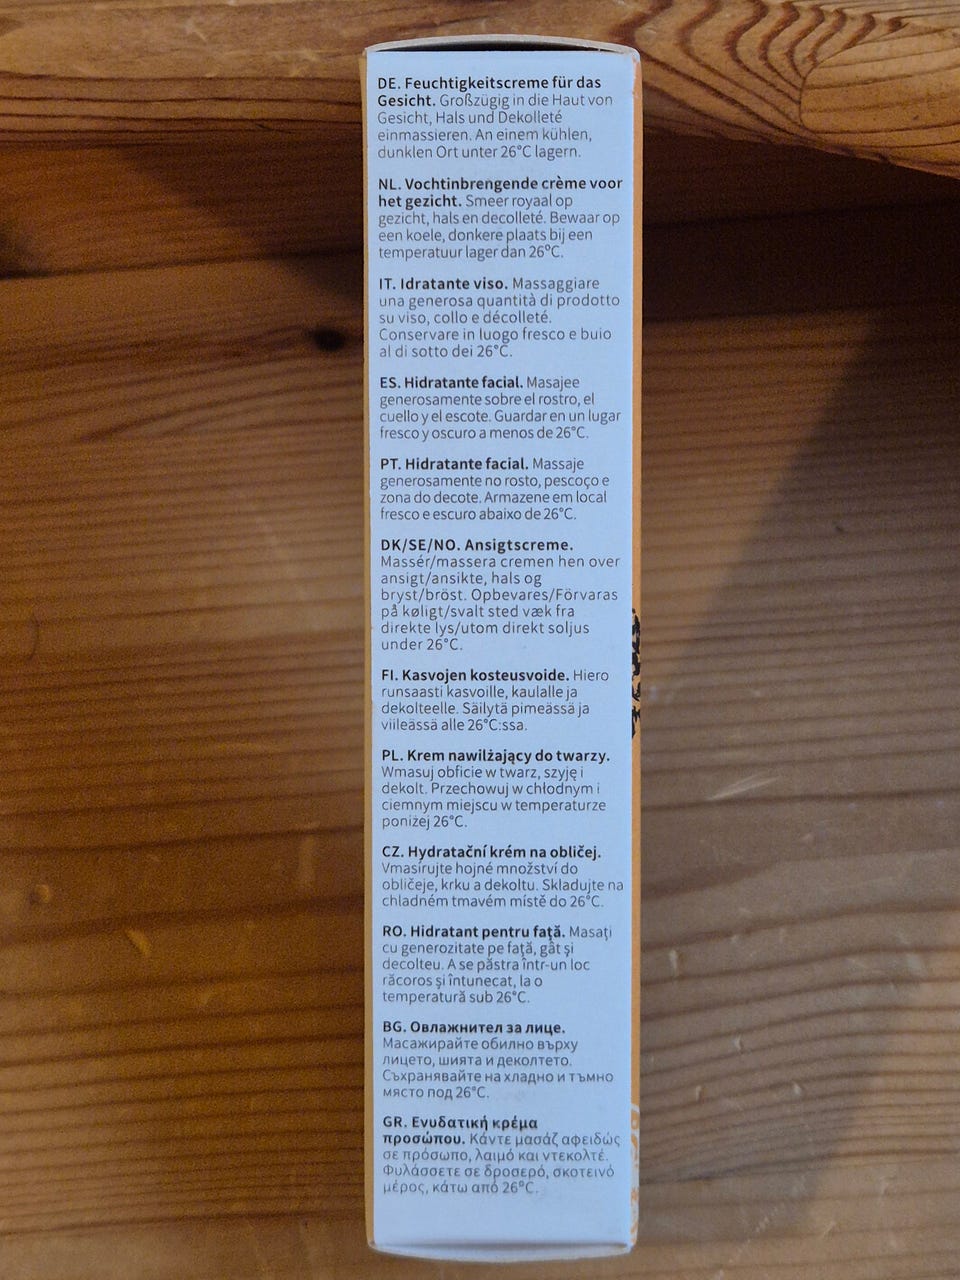 DE. Feuchtigkeitscreme für das
Gesicht. Großzügig in die Haut von
Gesicht, Hals und Dekolleté
einmassieren. An einem kühlen,
dunklen Ort unter 26°C lagern.
NL. Vochtinbrengende crème voor
het gezicht. Smeer royaal op
gezicht, hals en decolleté. Bewaar op
een koele, donkere plaats bij een
temperatuur lager dan 26°C.
IT. Idratante viso. Massaggiare
una generosa quantità di prodotto
su viso, collo e décolleté.
Conservare in luogo fresco e buio
al di sotto dei 26°C.
ES. Hidratante facial. Masajee
generosamente sobre el rostro, el
cuello y el escote. Guardar en un lugar
fresco y oscuro a menos de 26°C.
PT. Hidratante facial. Massaje
generosamente no rosto, pescoço e
zona do decote. Armazene em local
fresco e escuro abaixo de 26°C.
DK/SE/NO. Ansigtscreme.
Massér/massera cremen hen over
ansigt/ansikte, hals og
bryst/bröst. Opbevares/Förvaras
på køligt/svalt sted væk fra
direkte lys/utom direkt soljus
under 26°C.
FI. Kasvojen kosteusvoide. Hiero
runsaasti kasvoille, kaulalle ja
dekolteelle. Säilytä pimeässä ja
viileässä alle 26°C:ssa.
PL. Krem nawilżający do twarzy.
Wmasuj obficie w twarz, szyję i
dekolt. Przechowuj w chłodnym i
ciemnym miejscu w temperaturze
poniżej 26°C.
CZ. Hydratační krém na obličej.
Vmasírujte hojné množství do
obličeje, krku a dekoltu. Skladujte na
chladném tmavém místě do 26°C.
RO. Hidratant pentru față. Masați
cu generozitate pe față, gât și
decolteu. A se păstra într-un loc
răcoros și întunecat, la o
temperatură sub 26°C.
BG. Овлажнител за лице.
Масажирайте обилно върху
лицето, шията и деколтето.
Съхранявайте на хладно и тъмно
място под 26°C.
GR. Ενυδατική κρέμα
προσώπου. Κάντε μασάζ αφειδώς
σε πρόσωπο, λαιμό και ντεκολτέ.
Φυλάσσετε σε δροσερό, σκοτεινό
μέρος, κάτω από 26°C.